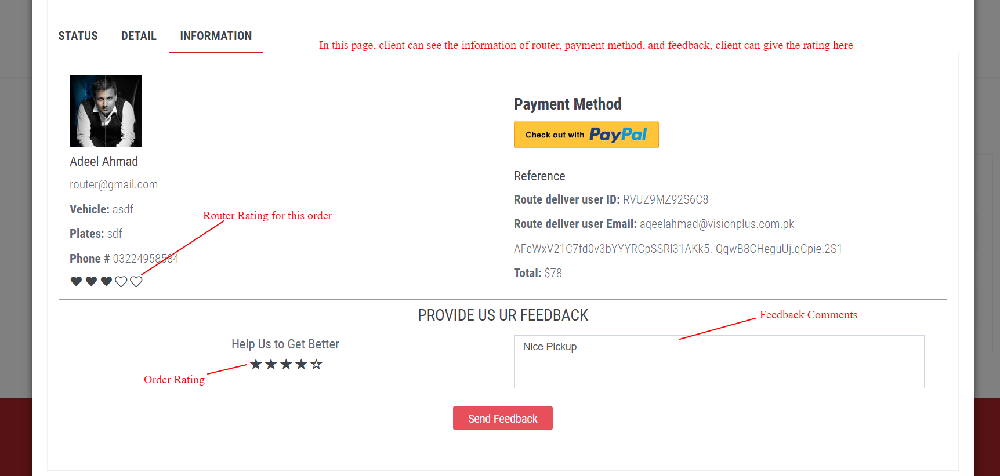 STATUS DETAIL INFORMATION
In this page, client can see the information of router, payment method, and feedback, client can give the rating here
Adeel Ahmad
router@gmail.com
Vehicle: asdf
Plates: sdf
Phone # 03224958584
Router Rating for this order
Payment Method
Check out with PayPal
Reference
Route deliver user ID: RVUZ9MZ92S6C8
Route deliver user Email: aqeelahmad@visionplus.com.pk
AFcWxV21C7fd0v3bYYYRCpSSRl31AKk5.-QqwB8CHeguUj.qCpie.2S1
Total: $78
PROVIDE US UR FEEDBACK
Feedback Comments
Help Us to Get Better
Order Rating
Nice Pickup
Send Feedback